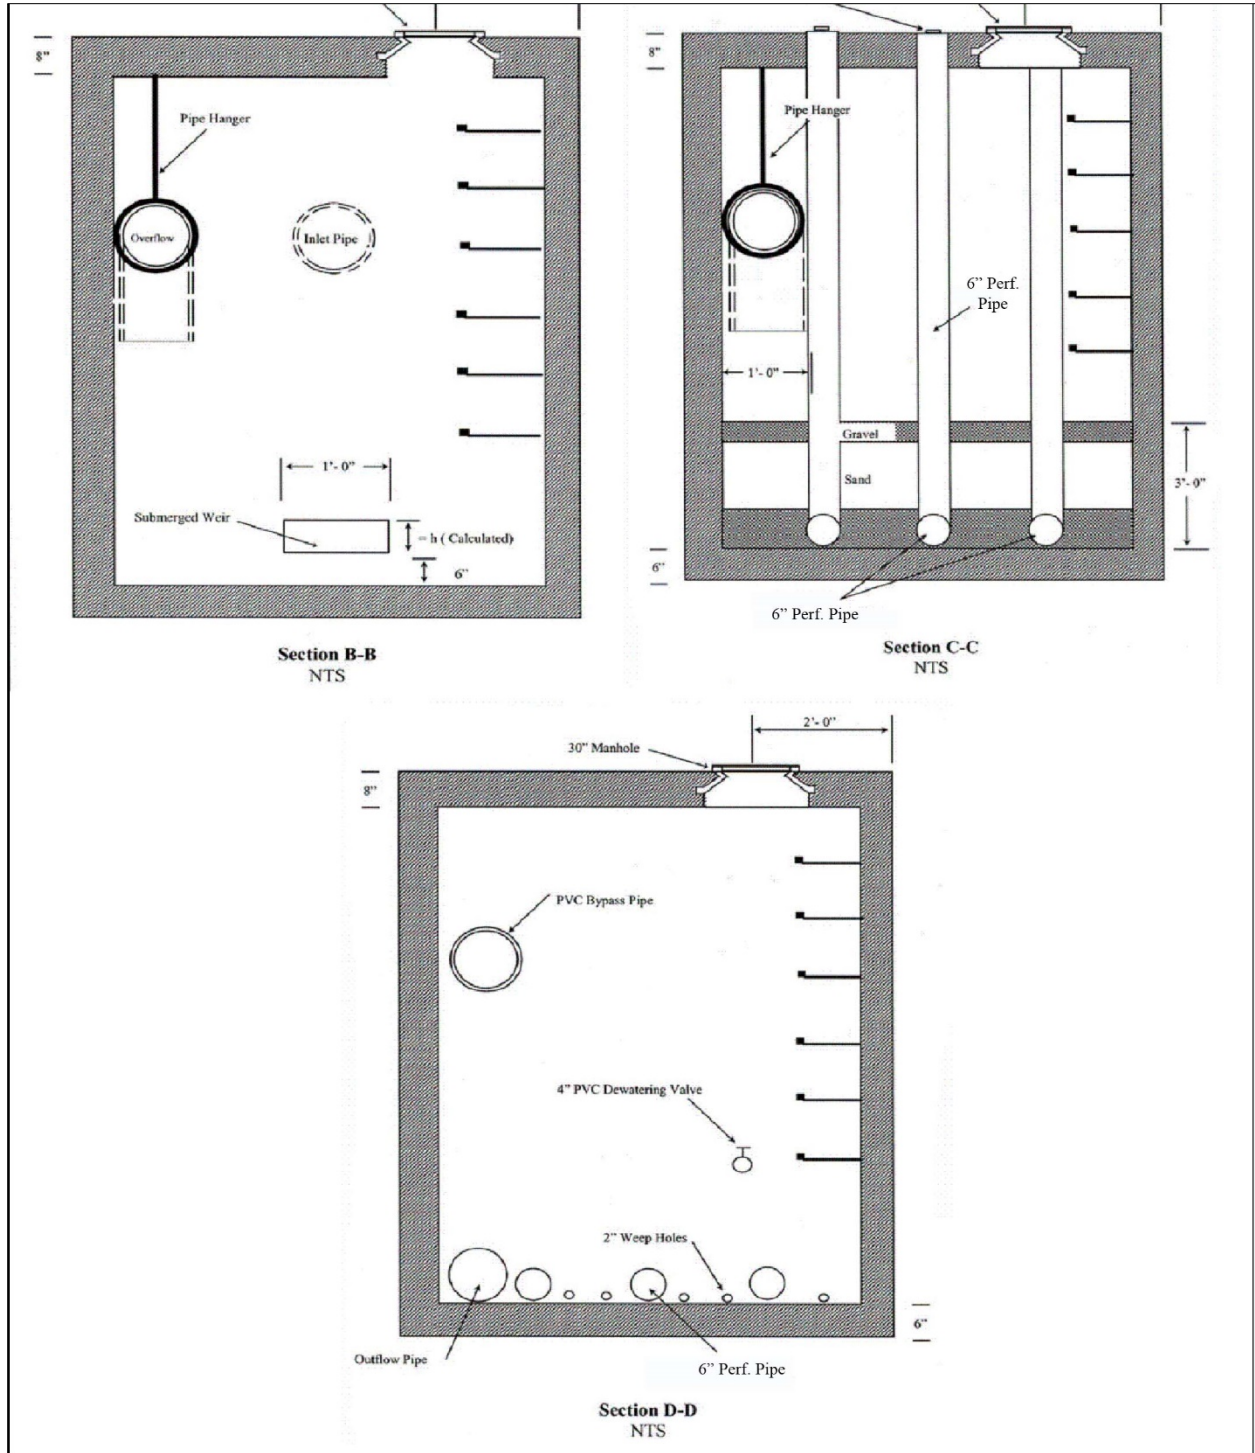 8”
Pipe Hanger
Overflow
Inlet Pipe
1’- 0”
Submerged Weir
= h ( Calculated)
6”
Section B-B
NTS
8”
Pipe Hanger
6” Perf.
Pipe
1’- 0”
Gravel
Sand
3’- 0”
6”
6” Perf. Pipe
Section C-C
NTS
2’- 0”
30” Manhole
8”
PVC Bypass Pipe
4” PVC Dewatering Valve
2” Weep Holes
6”
Outflow Pipe
6” Perf. Pipe
Section D-D
NTS